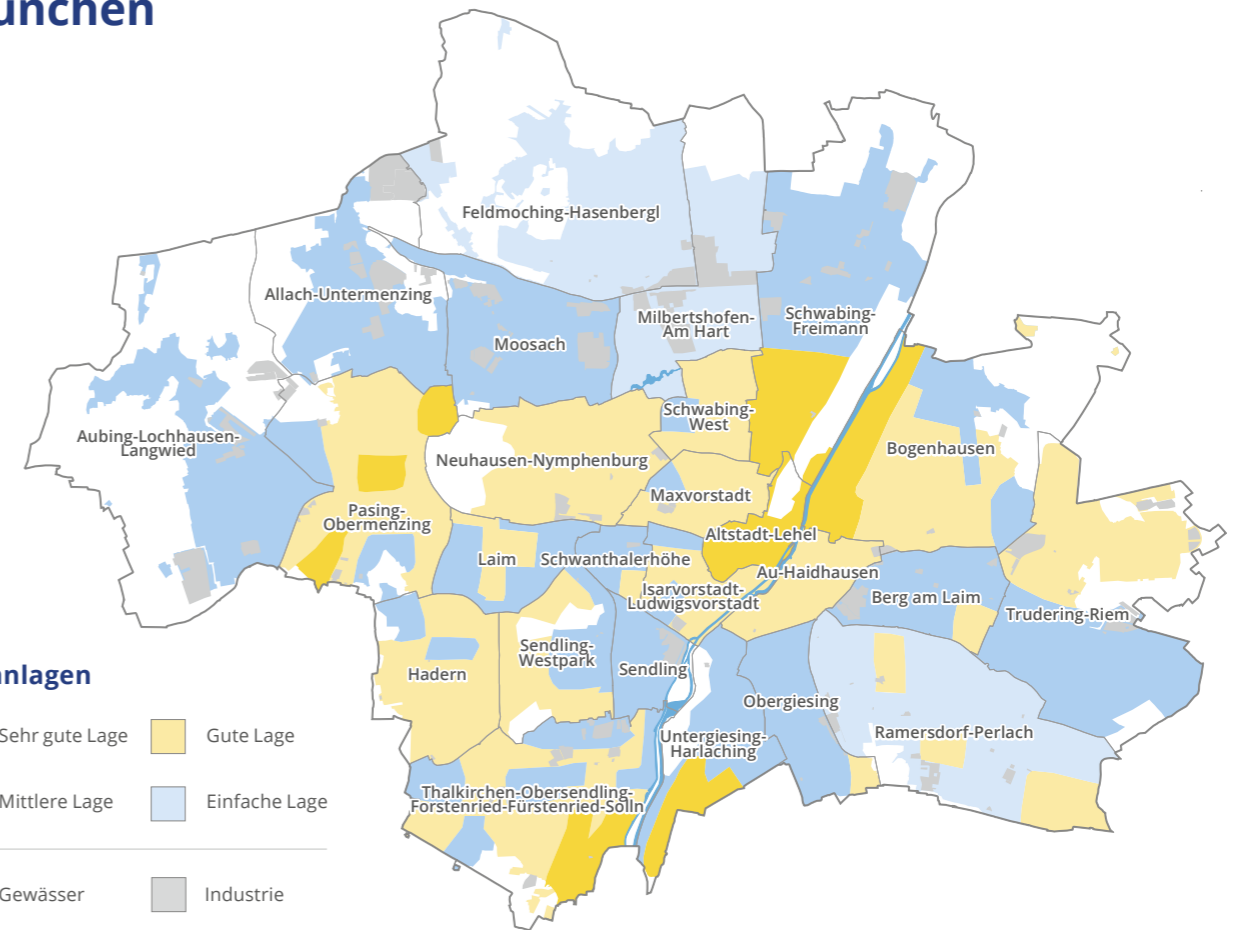 ünchen
Feldmoching-Hasenbergl
Allach-Untermenzing
Milbertshofen-
Am Hart
Schwabing-
Freimann
Moosach
Schwabing-
West
Aubing-Lochhausen-
Langwied
Neuhausen-Nymphenburg
Bogenhausen
Maxvorstadt
Pasing-
Obermenzing
Altstadt-Lehel
Laim
Schwanthalerhöhe
Au-Haidhausen
Isarvorstadt-
Ludwigsvorstadt
Berg am Laim
Trudering-Riem
Sendling-
Westpark
Sendling
Hadern
Obergiesing
Untergiesing-
Harlaching
Ramersdorf-Perlach
Thalkirchen-Obersendling-
Forstenried-Fürstenried-Solln
nlagen
Sehr gute Lage
Gute Lage
Mittlere Lage
Einfache Lage
Gewässer
Industrie